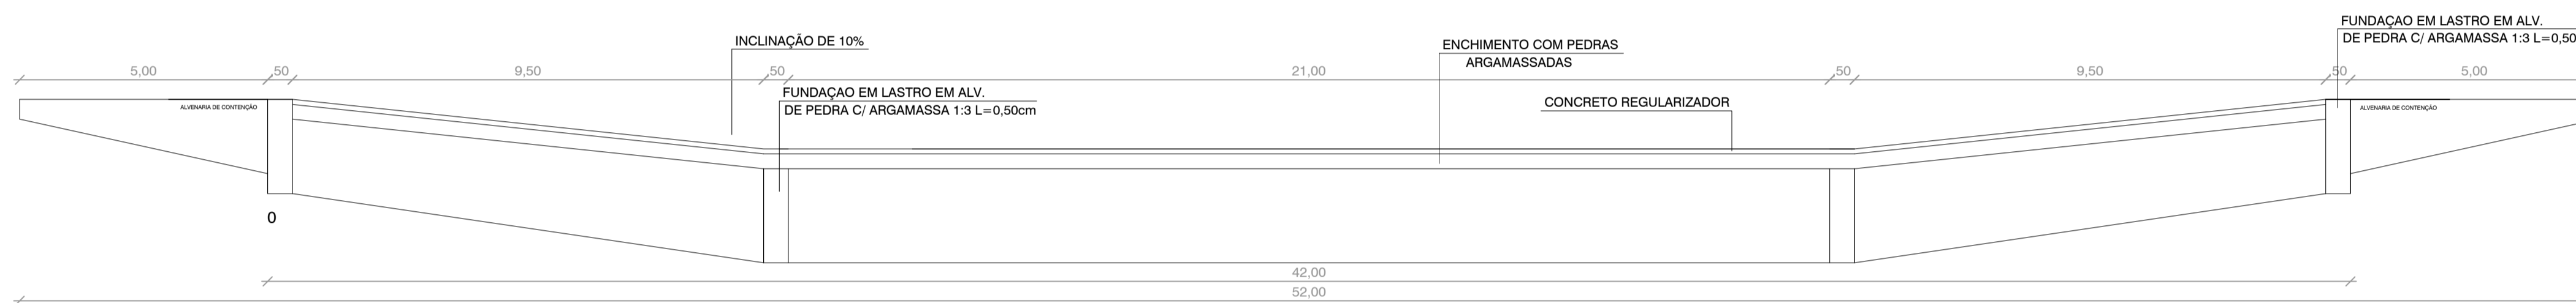 FUNDAÇAO EM LASTRO EM ALV.
DE PEDRA C/ ARGAMASSA 1:3 L=0,50
INCLINAÇÃO DE 10%
ENCHIMENTO COM PEDRAS
ARGAMASSADAS
5,00 ,50 9,50 ,50 21,00 ,50 9,50 ,50 5,00
FUNDAÇAO EM LASTRO EM ALV.
DE PEDRA C/ ARGAMASSA 1:3 L=0,50cm
CONCRETO REGULARIZADOR
ALVENARIA DE CONTENÇÃO
ALVENARIA DE CONTENÇÃO
0
42,00
52,00